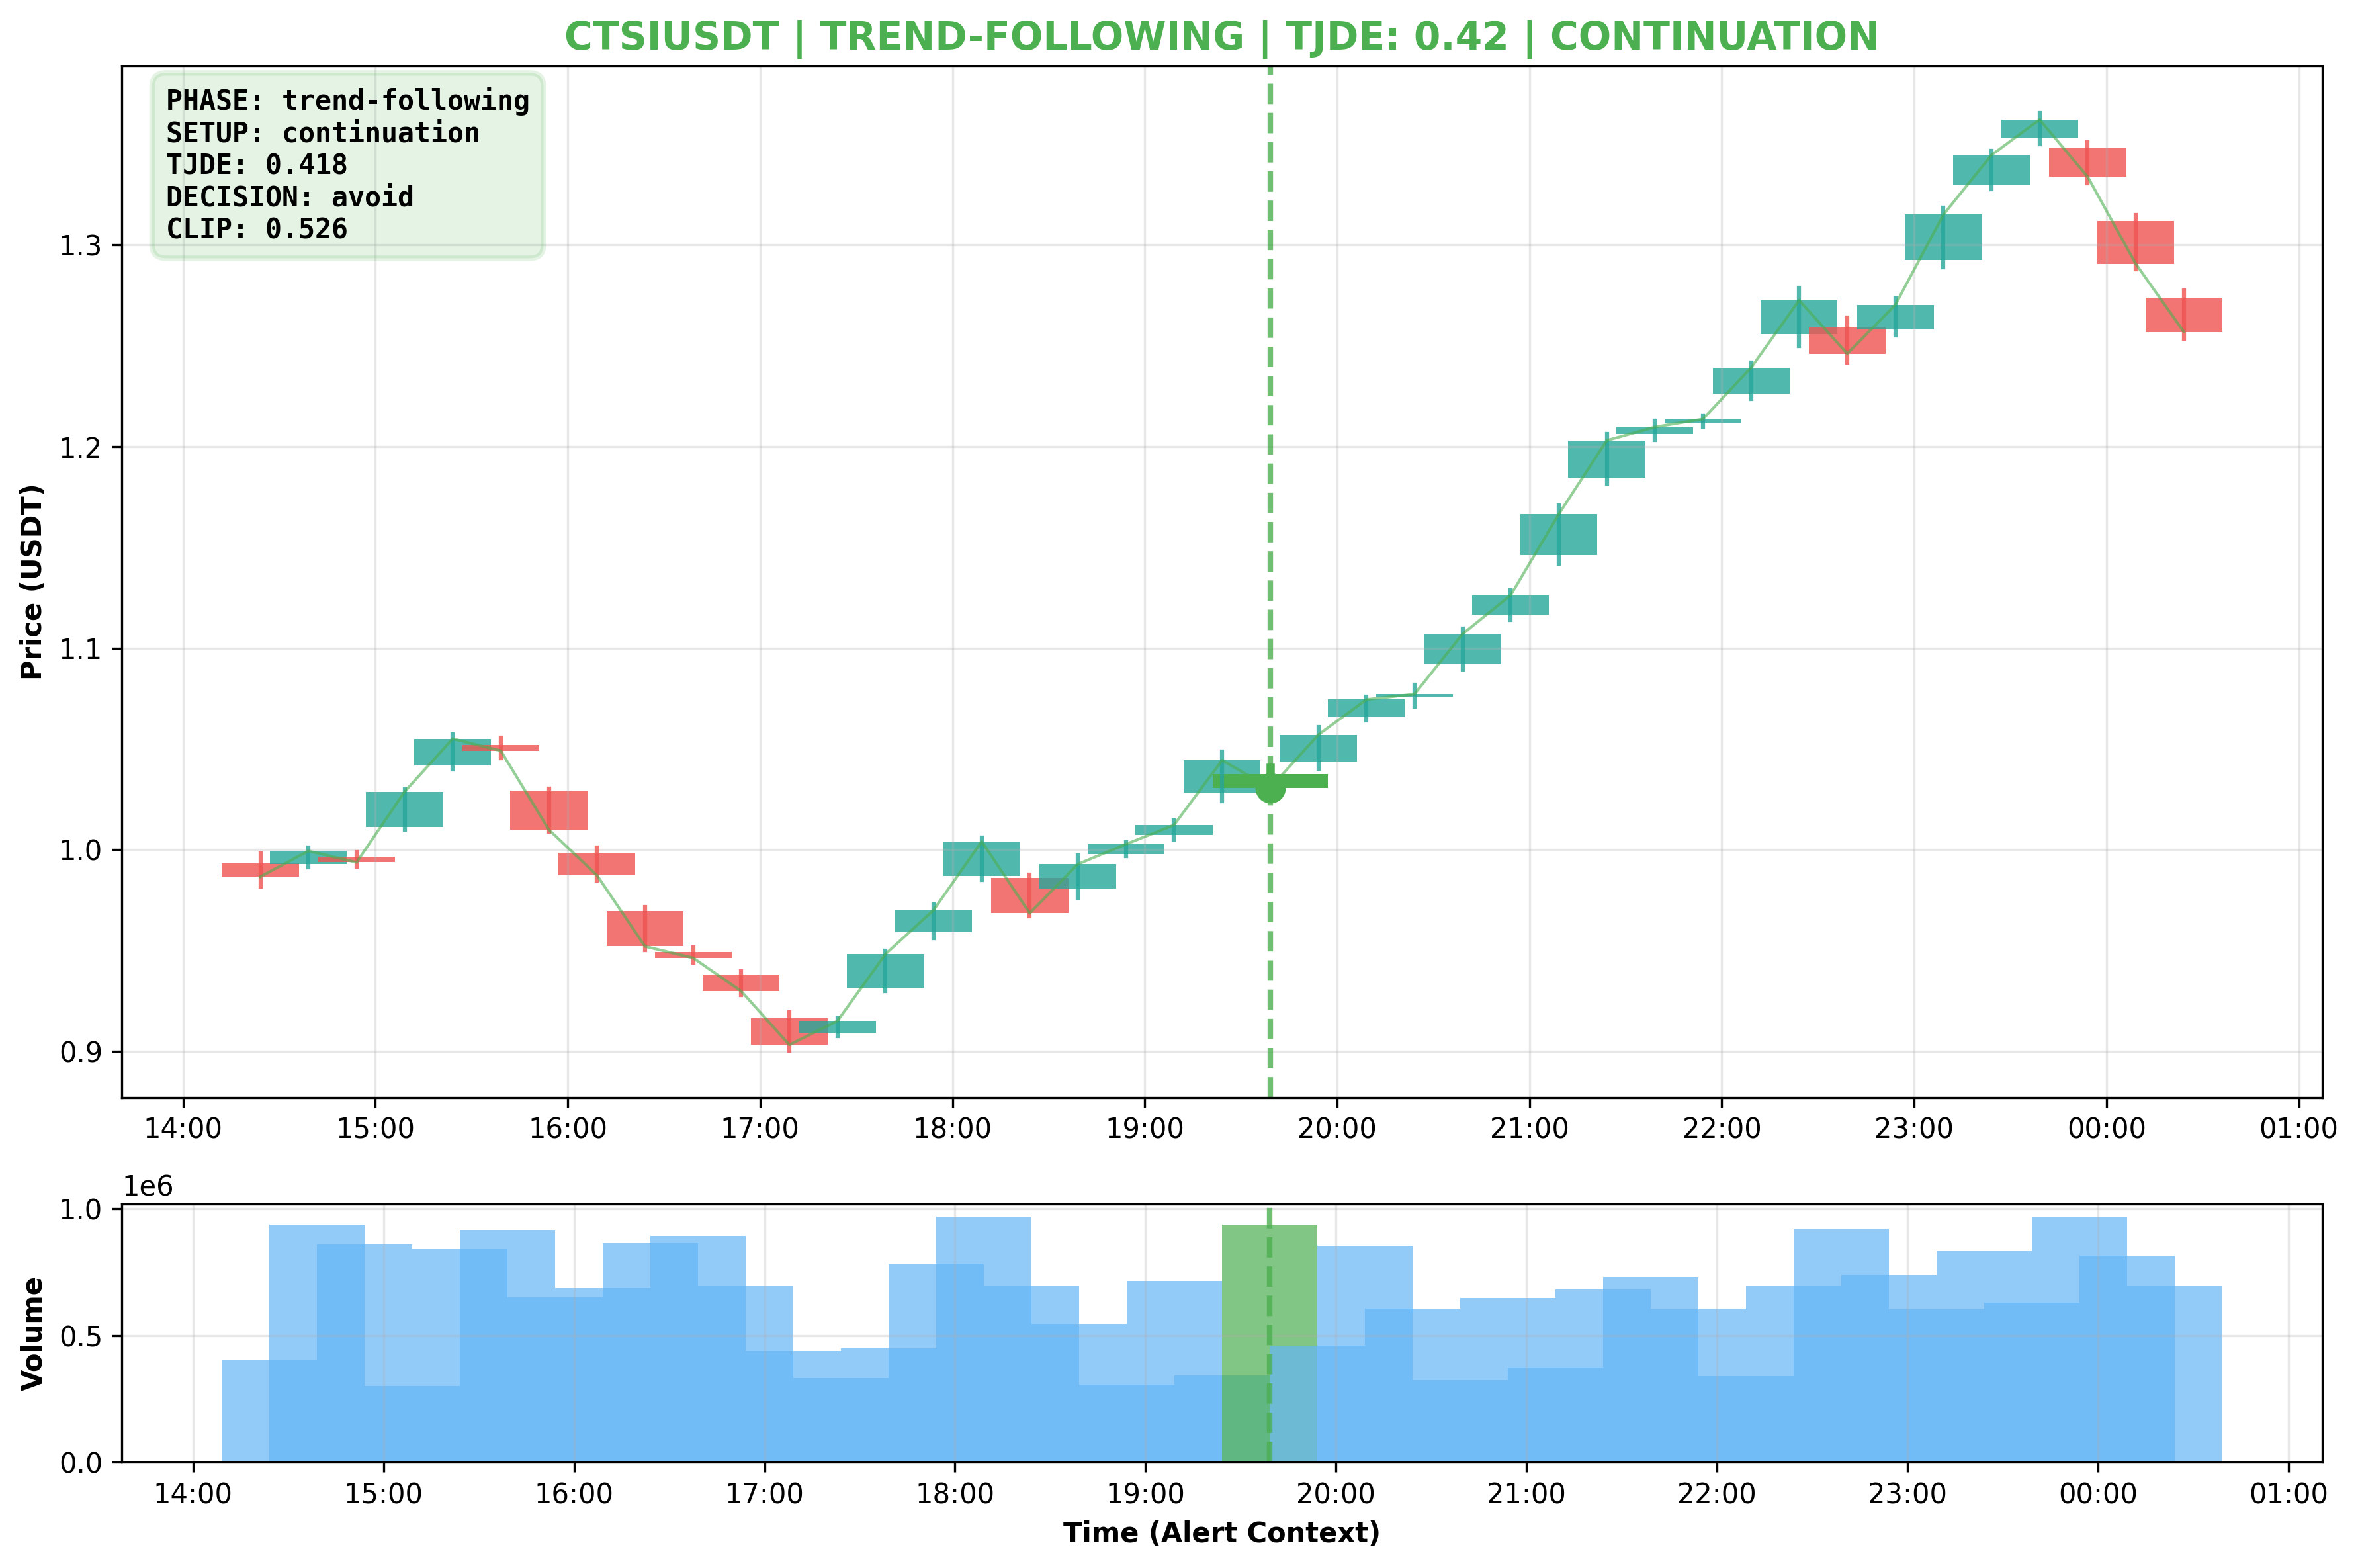 CTSIUSDT | TREND-FOLLOWING | TJDE: 0.42 | CONTINUATION
PHASE: trend-following
SETUP: continuation
TJDE: 0.418
DECISION: avoid
CLIP: 0.526
Price (USDT)
1.3
1.2
1.1
1.0
0.9
14:00 15:00 16:00 17:00 18:00 19:00 20:00 21:00 22:00 23:00 00:00 01:00
1e6
Volume
1.0
0.5
0.0
14:00 15:00 16:00 17:00 18:00 19:00 20:00 21:00 22:00 23:00 00:00 01:00
Time (Alert Context)